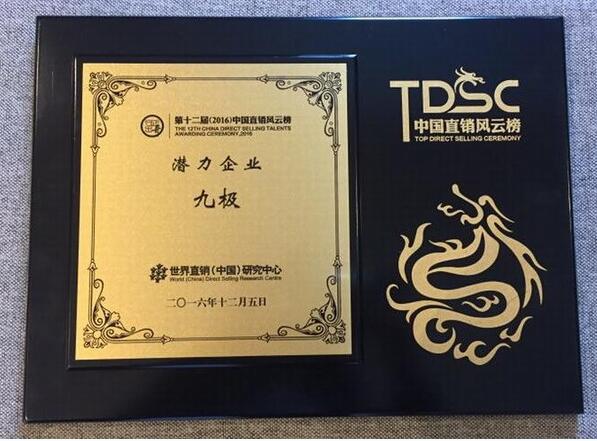 第十二届(2016)中国直销风云榜
THE 12TH CHINA DIRECT SELLING TALENTS
AWARDING CEREMONY,2016
潜力企业
九极
世界直销(中国)研究中心
World (China) Direct Selling Research Centre
二〇一六年十二月五日
TDSC
中国直销风云榜
TOP DIRECT SELLING CEREMONY